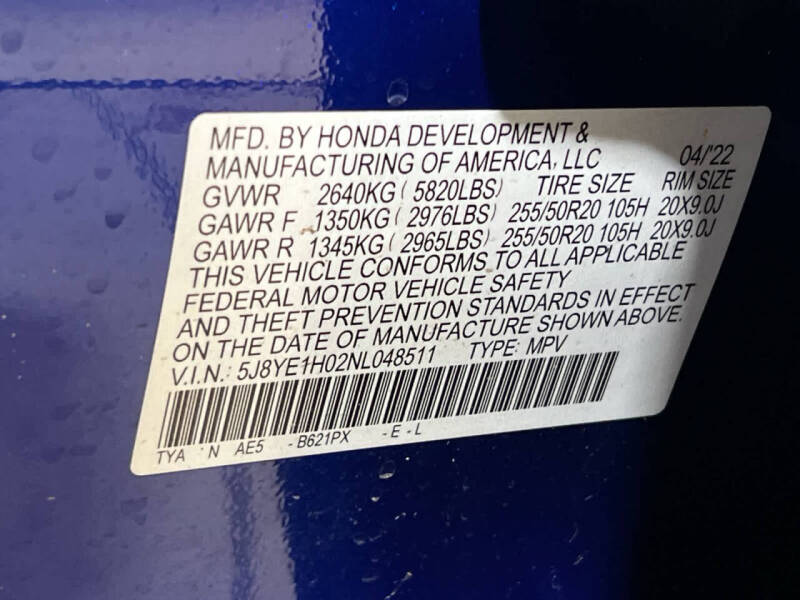 MFD. BY HONDA DEVELOPMENT &
MANUFACTURING OF AMERICA, LLC 04/'22
GVWR 2640KG ( 5820LBS) TIRE SIZE RIM SIZE
GAWR F 1350KG ( 2976LBS) 255/50R20 105H 20X9.0J
GAWR R 1345KG ( 2965LBS) 255/50R20 105H 20X9.0J
THIS VEHICLE CONFORMS TO ALL APPLICABLE
FEDERAL MOTOR VEHICLE SAFETY
AND THEFT PREVENTION STANDARDS IN EFFECT
ON THE DATE OF MANUFACTURE SHOWN ABOVE.
V.I.N.: 5J8YE1H02NL048511 TYPE: MPV
TYA N AE5 -B621PX -E-L